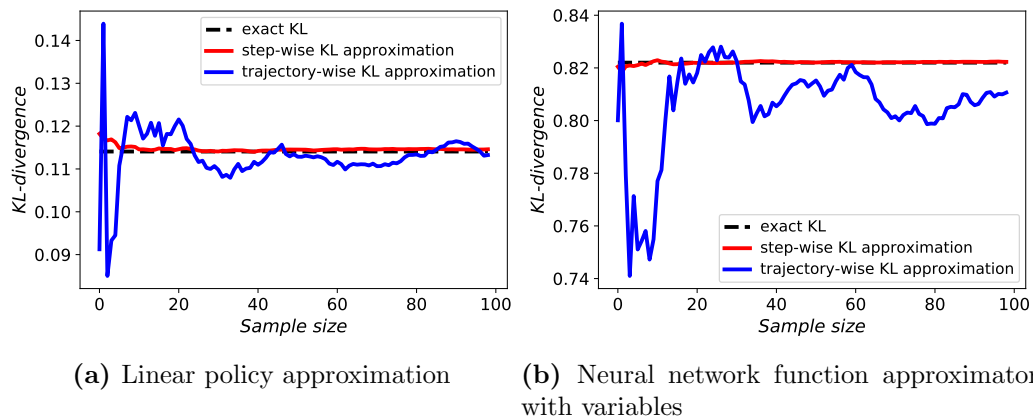 0.14
0.13
0.12
0.11
0.10
0.09
KL-divergence
0
20
40
60
80
100
Sample size
exact KL
step-wise KL approximation
trajectory-wise KL approximation
(a) Linear policy approximation
0.84
0.82
0.80
0.78
0.76
0.74
KL-divergence
0
20
40
60
80
100
Sample size
exact KL
step-wise KL approximation
trajectory-wise KL approximation
(b) Neural network function approximator
with variables